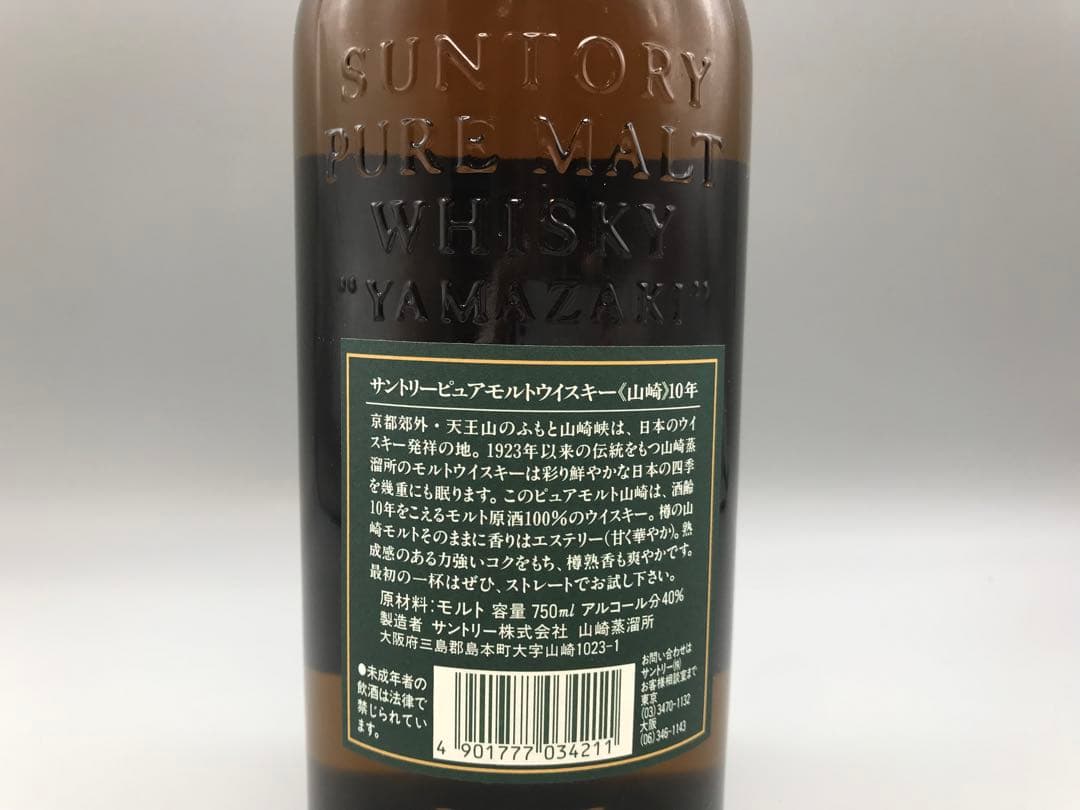 SUNTORY
PURE MALT
WHISKY
"YAMAZAKI"
サントリーピュアモルトウイスキー《山崎》10年
京都郊外・天王山のふもと山崎峡は、日本のウイ
スキー発祥の地。1923年以来の伝統をもつ山崎蒸
溜所のモルトウイスキーは彩り鮮やかな日本の四季
を幾重にも眠ります。このピュアモルト山崎は、酒齢
10年をこえるモルト原酒100%のウイスキー。樽の山
崎モルトそのままに香りはエステリー(甘く華やか)。熟
成感のある力強いコクをもち、樽熟香も爽やかです。
最初の一杯はぜひ、ストレートでお試し下さい。
原材料:モルト 容量 750ml アルコール分40%
製造者 サントリー株式会社 山崎蒸溜所
大阪府三島郡島本町大字山崎1023-1
●未成年者の
飲酒は法律で
禁じられてい
ます。
4 901777 034211
お問い合わせは
サントリー㈱
お客様相談室まで
東京
(03)3470-1132
大阪
(06)346-1143